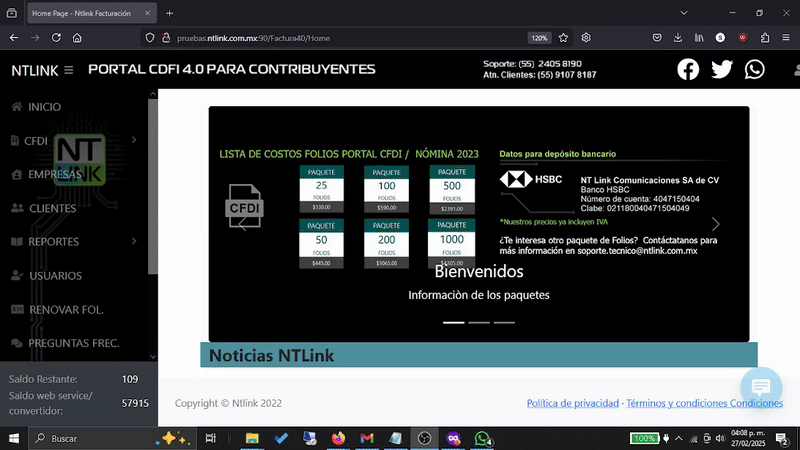 Home Page - Ntlink Facturación
pruebas.ntlink.com.mx:90/Factura40/Home
120%
NTLINK
PORTAL CDFI 4.0 PARA CONTRIBUYENTES
Soporte: (55) 2405 8190
Atn. Clientes: (55) 9107 8187
INICIO
CFDI
EMPRESAS
CLIENTES
REPORTES
USUARIOS
RENOVAR FOL.
PREGUNTAS FREC.
NT
LINK
Saldo Restante: 109
Saldo web service/
convertidor: 57915
LISTA DE COSTOS FOLIOS PORTAL CFDI / NÓMINA 2023
CFDI
PAQUETE
25
FOLIOS
$330.00
PAQUETE
100
FOLIOS
$590.00
PAQUETE
500
FOLIOS
$2391.00
PAQUETE
50
FOLIOS
$445.00
PAQUETE
200
FOLIOS
$1065.00
PAQUETE
1000
FOLIOS
Datos para depósito bancario
HSBC
NT Link Comunicaciones SA de CV
Banco HSBC
Número de cuenta: 4047150404
Clabe: 021180040471504049
*Nuestros precios ya incluyen IVA
¿Te interesa otro paquete de Folios? Contáctatanos para
más información en soporte.tecnico@ntlink.com.mx
Bienvenidos
Informaciòn de los paquetes
Noticias NTLink
Copyright © Ntlink 2022
Política de privacidad · Términos y condiciones Condiciones
Buscar
100%
04:08 p. m.
27/02/2025